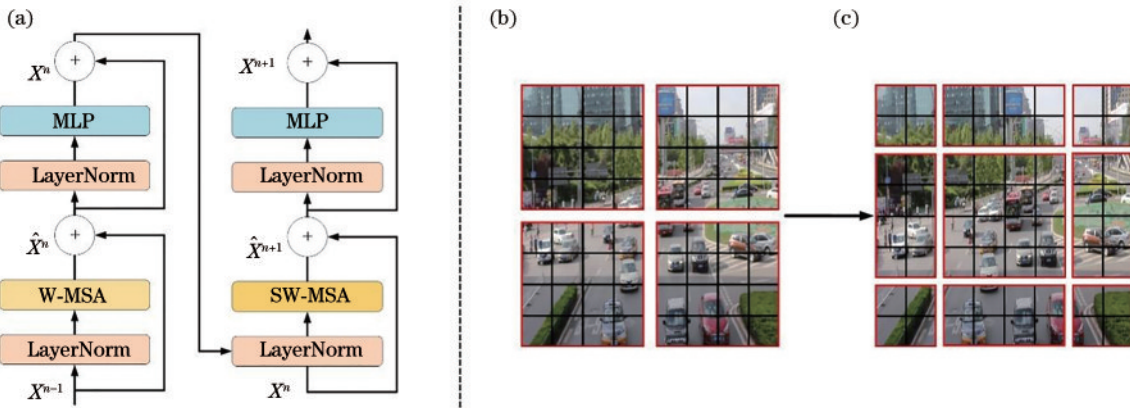 (a)
(b)
(c)
+
+
X^n
X^{n+1}
MLP
MLP
LayerNorm
LayerNorm
+
+
X̂^n
X̂^{n+1}
W-MSA
SW-MSA
LayerNorm
LayerNorm
X^{n-1}
X^n